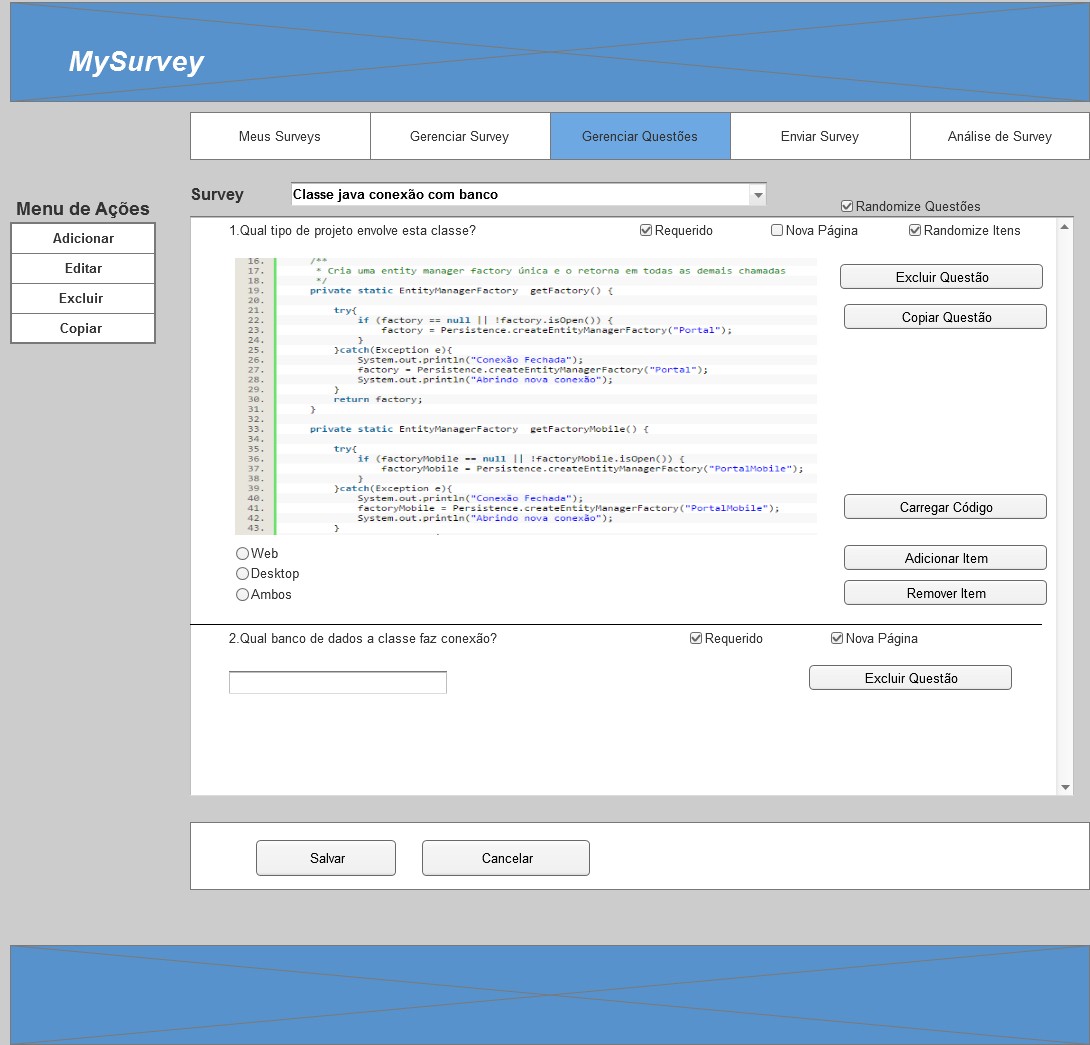 MySurvey
Meus Surveys
Gerenciar Survey
Gerenciar Questões
Enviar Survey
Análise de Survey
Menu de Ações
Adicionar
Editar
Excluir
Copiar
Survey
Classe java conexão com banco
Randomize Questões
1.Qual tipo de projeto envolve esta classe?
Requerido
Nova Página
Randomize Itens
16. /**
17. * Cria uma entity manager factory única e o retorna em todas as demais chamadas
18. */
19. private static EntityManagerFactory getFactory() {
20.
21. try{
22. if (factory == null || !factory.isOpen()) {
23. factory = Persistence.createEntityManagerFactory("Portal");
24. }
25. }catch(Exception e){
26. System.out.println("Conexão Fechada");
27. factory = Persistence.createEntityManagerFactory("Portal");
28. System.out.println("Abrindo nova conexão");
29. }
30. return factory;
31. }
32.
33. private static EntityManagerFactory getFactoryMobile() {
34.
35. try{
36. if (factoryMobile == null || !factoryMobile.isOpen()) {
37. factoryMobile = Persistence.createEntityManagerFactory("PortalMobile");
38. }
39. }catch(Exception e){
40. System.out.println("Conexão Fechada");
41. factoryMobile = Persistence.createEntityManagerFactory("PortalMobile");
42. System.out.println("Abrindo nova conexão");
43. }
Excluir Questão
Copiar Questão
Carregar Código
Adicionar Item
Remover Item
Web
Desktop
Ambos
2.Qual banco de dados a classe faz conexão?
Requerido
Nova Página
Excluir Questão
Salvar
Cancelar